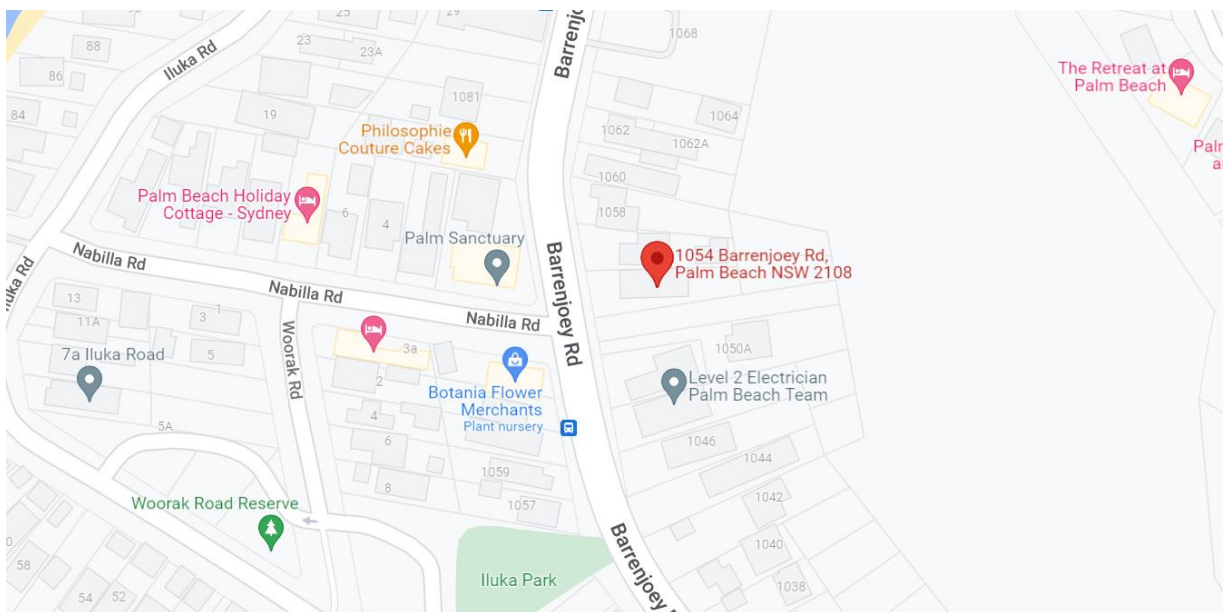 25
29
1068
88
23
23A
Iluka Rd
Barrenjoey
86
The Retreat at
Palm Beach
1081
84
19
Philosophie
Couture Cakes
1064
1062
1062A
1060
Palm Beach Holiday
Cottage - Sydney
6
4
1058
Palm Sanctuary
Nabilla Rd
Barrenjoey Rd
1054 Barrenjoey Rd,
Palm Beach NSW 2108
Iluka Rd
Nabilla Rd
Nabilla Rd
13
11A
1
3
5
Woorak Rd
3a
2
1050A
7a Iluka Road
Botania Flower
Merchants
Plant nursery
Level 2 Electrician
Palm Beach Team
4
5A
6
1046
1044
8
1059
1057
1042
Woorak Road Reserve
1040
58
Iluka Park
54
52
1038
Barrenjoey